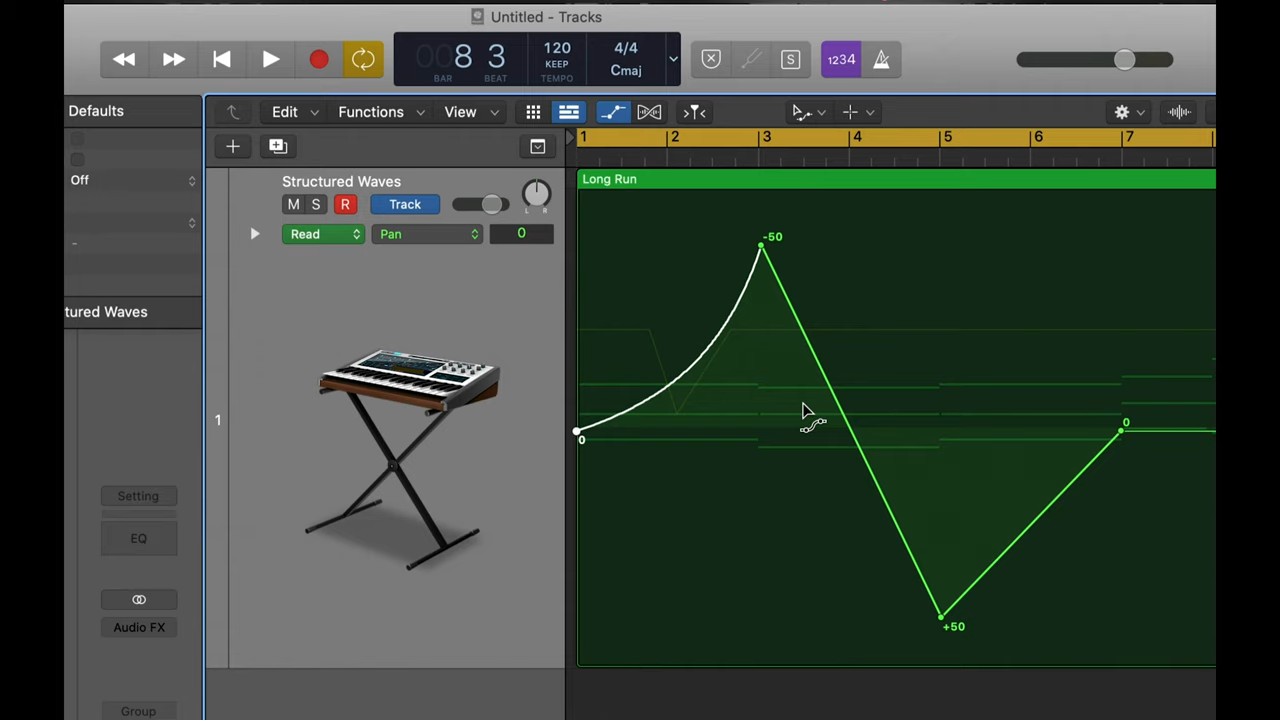 Untitled - Tracks
008 3
BAR BEAT
120
KEEP
TEMPO
4/4
Cmaj
S
1234
Defaults
Edit Functions View
1 2 3 4 5 6 7
Off
-
Structured Waves
M S R Track
L R
Read Pan 0
Long Run
-50
0
0
+50
tured Waves
1
Setting
EQ
Audio FX
Group